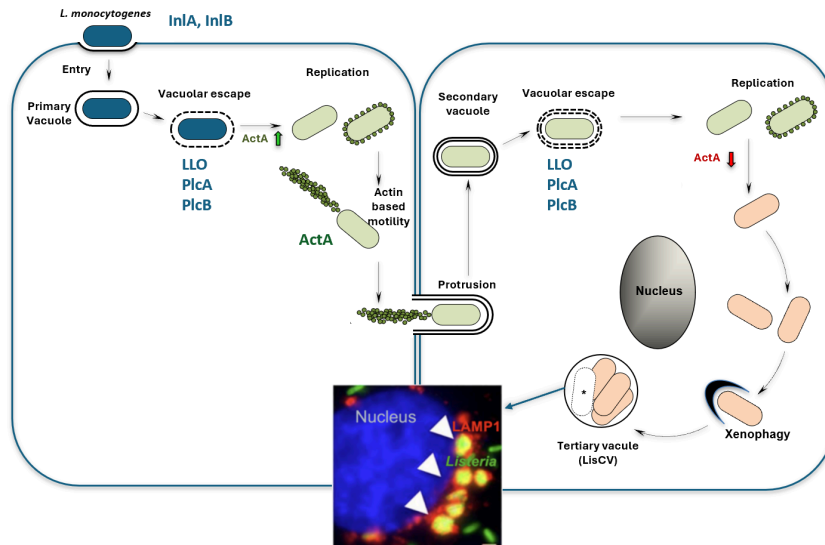 L. monocytogenes
InlA, InlB
Entry
Primary
Vacuole
Vacuolar escape
LLO
PlcA
PlcB
ActA
Replication
Actin
based
motility
ActA
Protrusion
Secondary
vacuole
Vacuolar escape
LLO
PlcA
PlcB
Replication
ActA
Nucleus
Xenophagy
*
Tertiary vacule
(LisCV)
Nucleus
LAMP1
Listeria